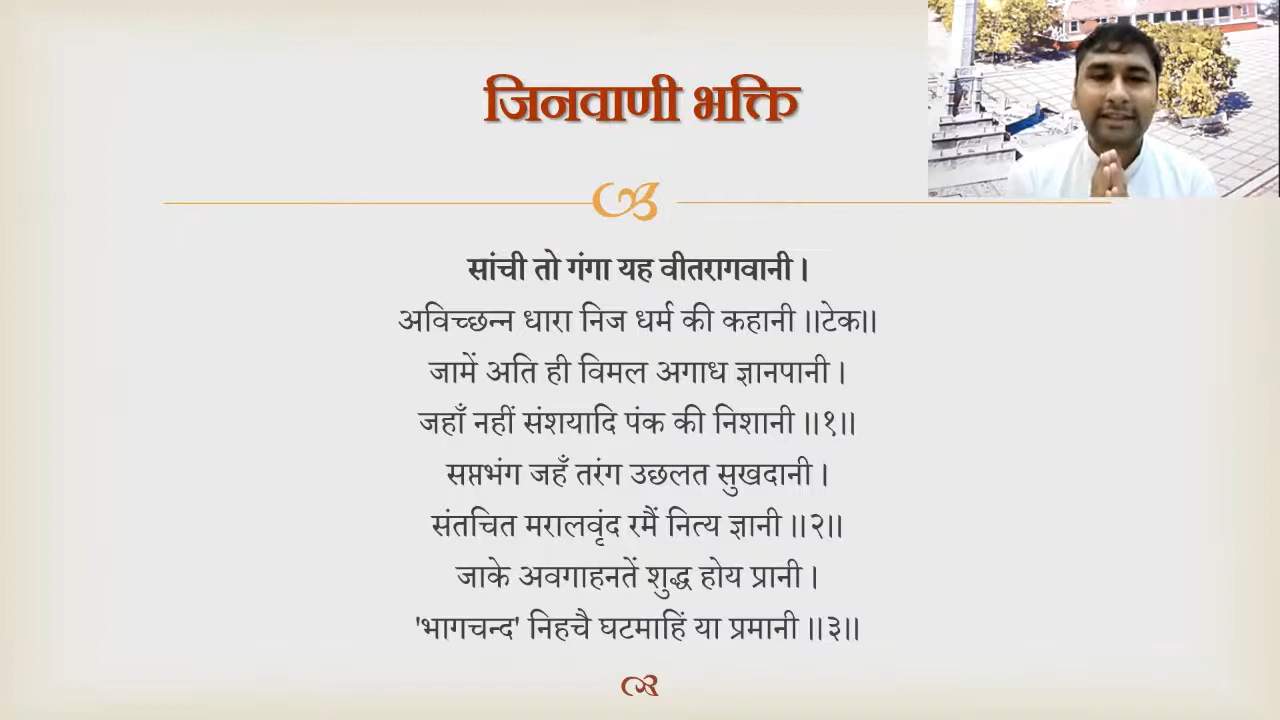 जिनवाणी भक्ति
सांची तो गंगा यह वीतरागवानी।
अविच्छन्न धारा निज धर्म की कहानी॥टेक॥
जामें अति ही विमल अगाध ज्ञानपानी।
जहाँ नहीं संशयादि पंक की निशानी॥१॥
सप्तभंग जहँ तरंग उछलत सुखदानी।
संतचित मरालवृंद रमैं नित्य ज्ञानी॥२॥
जाके अवगाहनतें शुद्ध होय प्रानी।
'भागचन्द' निहचै घटमाहिं या प्रमानी॥३॥